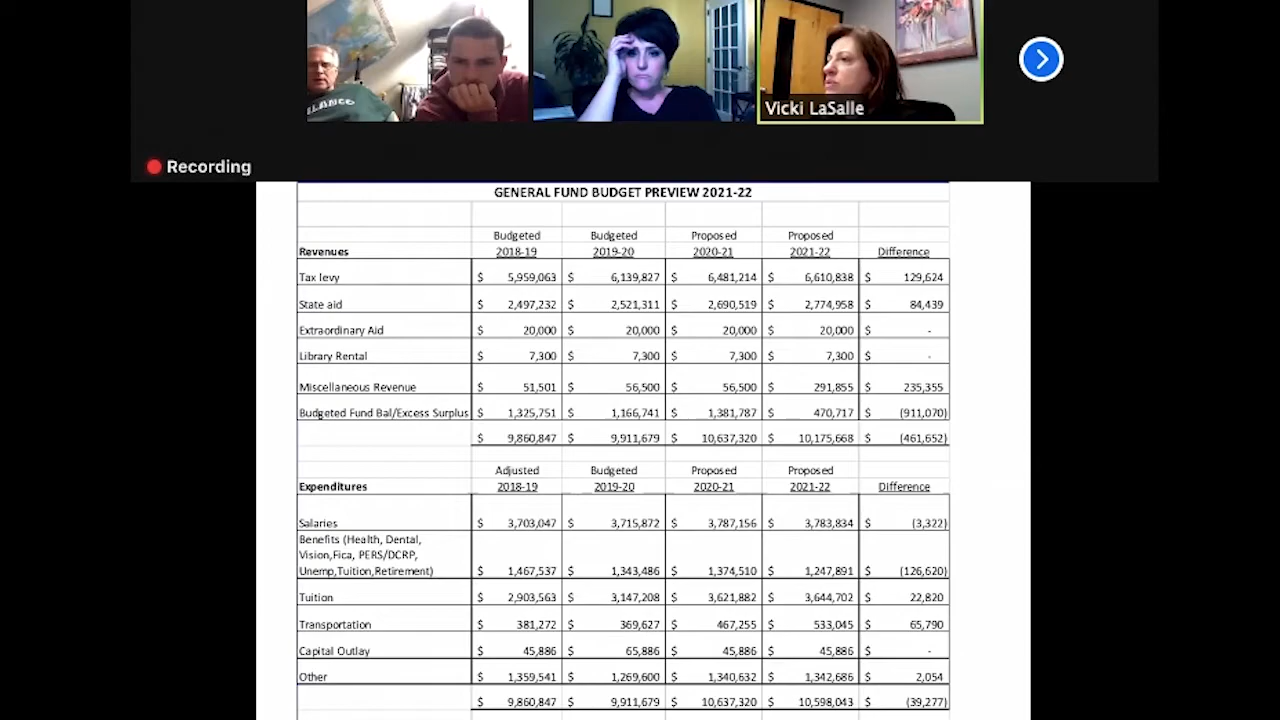 LANCO
Vicki LaSalle
Recording
GENERAL FUND BUDGET PREVIEW 2021-22
Budgeted Budgeted Proposed Proposed
Revenues 2018-19 2019-20 2020-21 2021-22 Difference
Tax levy $ 5,959,063 $ 6,139,827 $ 6,481,214 $ 6,610,838 $ 129,624
State aid $ 2,497,232 $ 2,521,311 $ 2,690,519 $ 2,774,958 $ 84,439
Extraordinary Aid $ 20,000 $ 20,000 $ 20,000 $ 20,000 $ -
Library Rental $ 7,300 $ 7,300 $ 7,300 $ 7,300 $ -
Miscellaneous Revenue $ 51,501 $ 56,500 $ 56,500 $ 291,855 $ 235,355
Budgeted Fund Bal/Excess Surplus $ 1,325,751 $ 1,166,741 $ 1,381,787 $ 470,717 $ (911,070)
$ 9,860,847 $ 9,911,679 $ 10,637,320 $ 10,175,668 $ (461,652)
Adjusted Budgeted Proposed Proposed
Expenditures 2018-19 2019-20 2020-21 2021-22 Difference
Salaries $ 3,703,047 $ 3,715,872 $ 3,787,156 $ 3,783,834 $ (3,322)
Benefits (Health, Dental,
Vision,Fica, PERS/DCRP,
Unemp,Tuition,Retirement) $ 1,467,537 $ 1,343,486 $ 1,374,510 $ 1,247,891 $ (126,620)
Tuition $ 2,903,563 $ 3,147,208 $ 3,621,882 $ 3,644,702 $ 22,820
Transportation $ 381,272 $ 369,627 $ 467,255 $ 533,045 $ 65,790
Capital Outlay $ 45,886 $ 65,886 $ 45,886 $ 45,886 $ -
Other $ 1,359,541 $ 1,269,600 $ 1,340,632 $ 1,342,686 $ 2,054
$ 9,860,847 $ 9,911,679 $ 10,637,320 $ 10,598,043 $ (39,277)